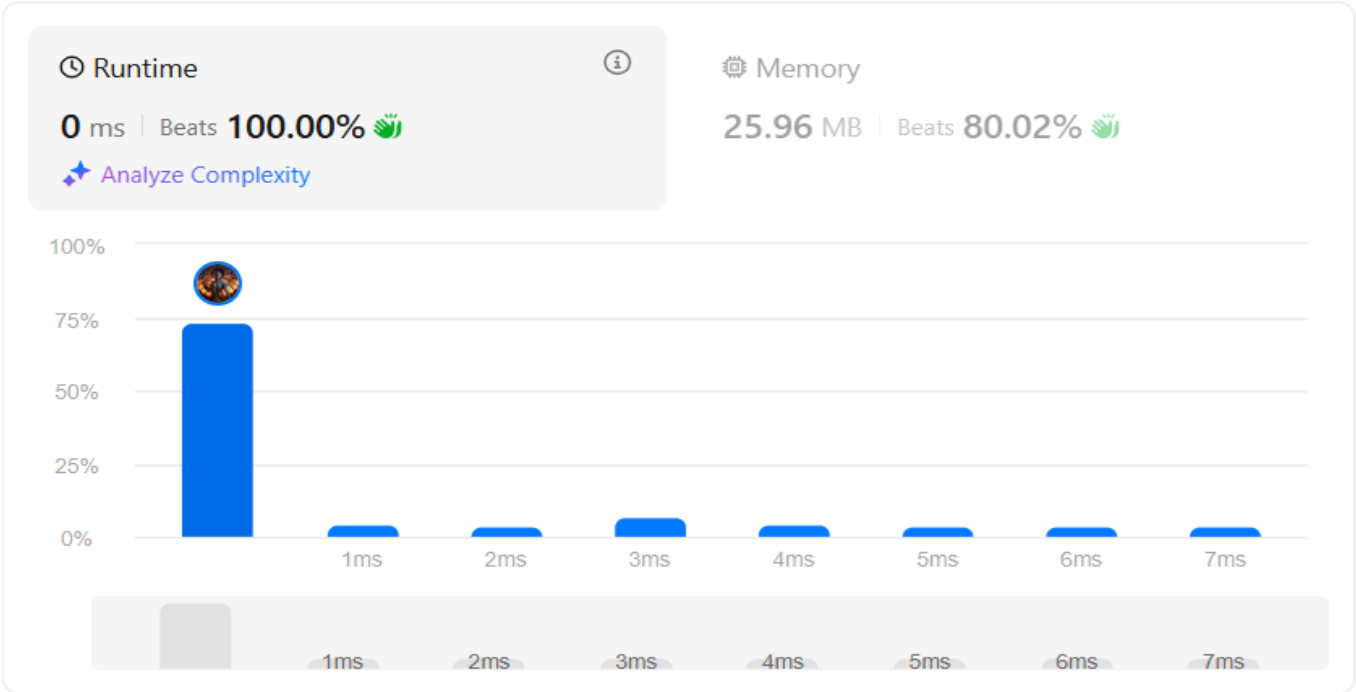 Runtime
0 ms | Beats 100.00%
Analyze Complexity
Memory
25.96 MB | Beats 80.02%
100%
75%
50%
25%
0%
1ms 2ms 3ms 4ms 5ms 6ms 7ms
1ms 2ms 3ms 4ms 5ms 6ms 7ms